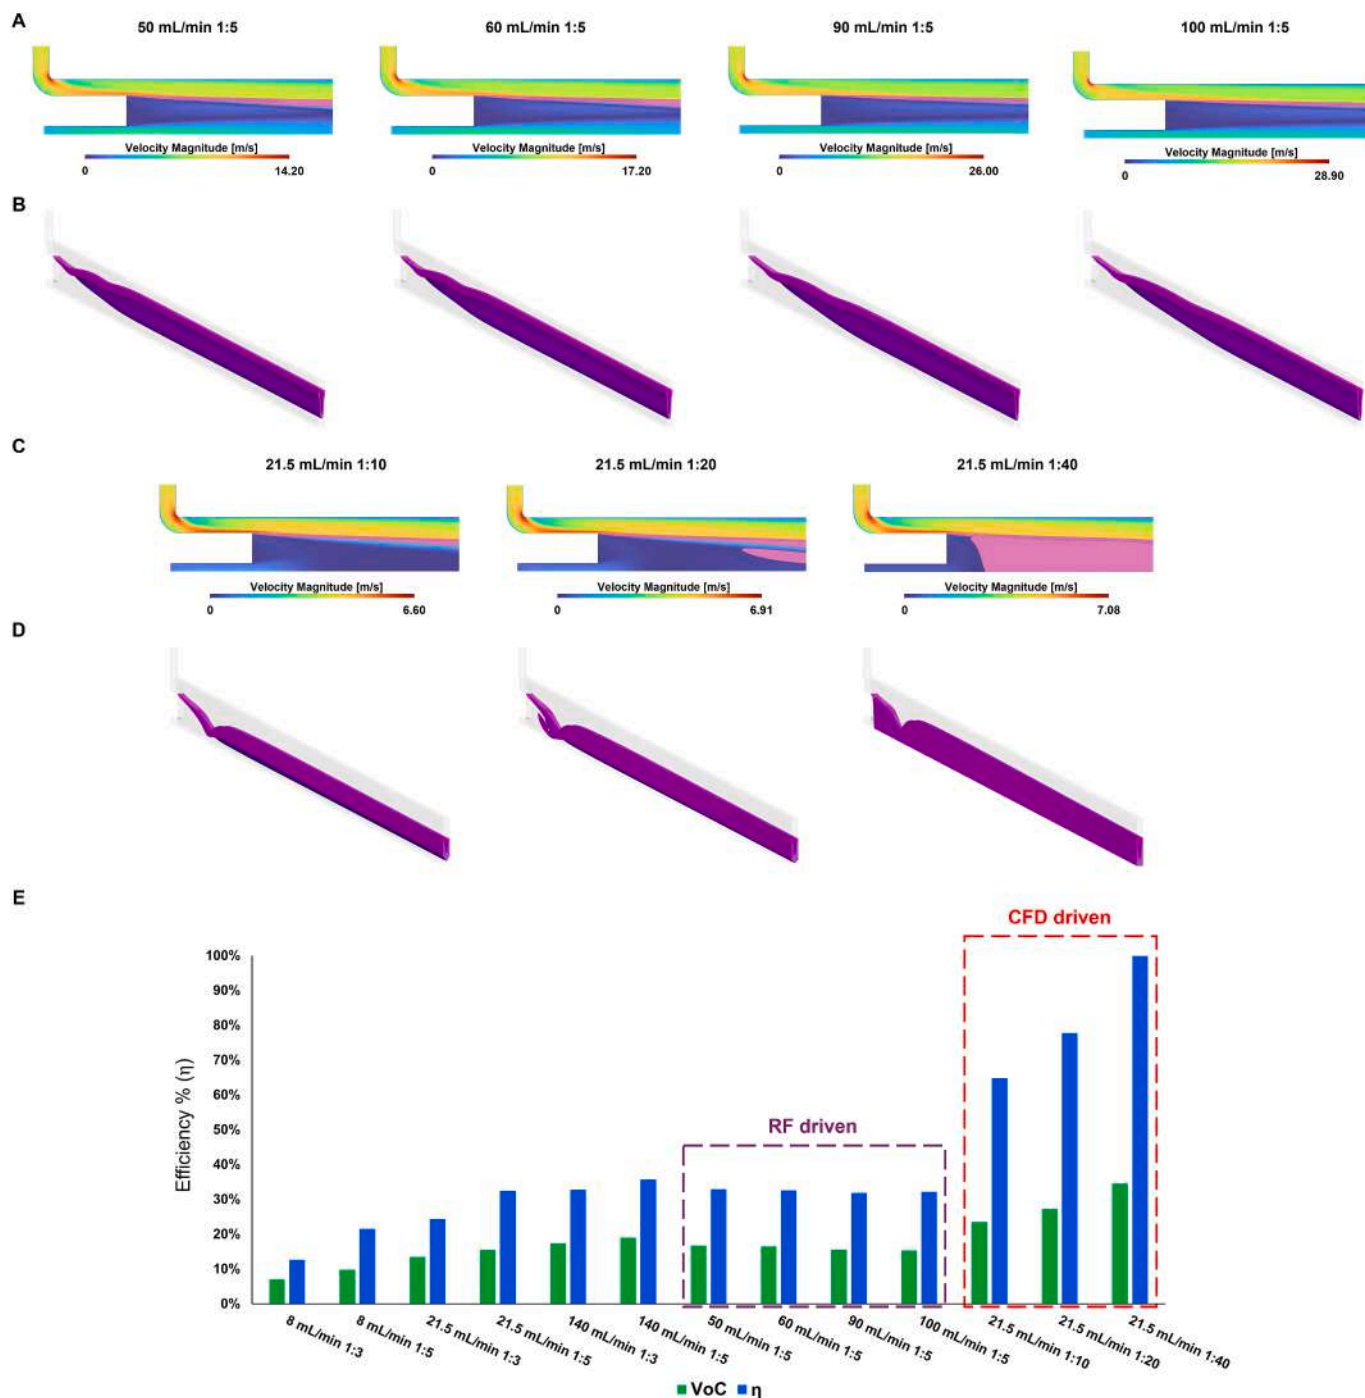 A
50 mL/min 1:5
60 mL/min 1:5
90 mL/min 1:5
100 mL/min 1:5
Velocity Magnitude [m/s]
0
14.20
Velocity Magnitude [m/s]
0
17.20
Velocity Magnitude [m/s]
0
26.00
Velocity Magnitude [m/s]
0
28.90
B
C
21.5 mL/min 1:10
21.5 mL/min 1:20
21.5 mL/min 1:40
Velocity Magnitude [m/s]
0
6.60
Velocity Magnitude [m/s]
0
6.91
Velocity Magnitude [m/s]
0
7.08
D
E
CFD driven
RF driven
Efficiency % (η)
100%
90%
80%
70%
60%
50%
40%
30%
20%
10%
0%
8 mL/min 1:3
8 mL/min 1:5
21.5 mL/min 1:3
21.5 mL/min 1:5
140 mL/min 1:3
140 mL/min 1:5
50 mL/min 1:5
60 mL/min 1:5
90 mL/min 1:5
100 mL/min 1:5
21.5 mL/min 1:10
21.5 mL/min 1:20
21.5 mL/min 1:40
VoC
η